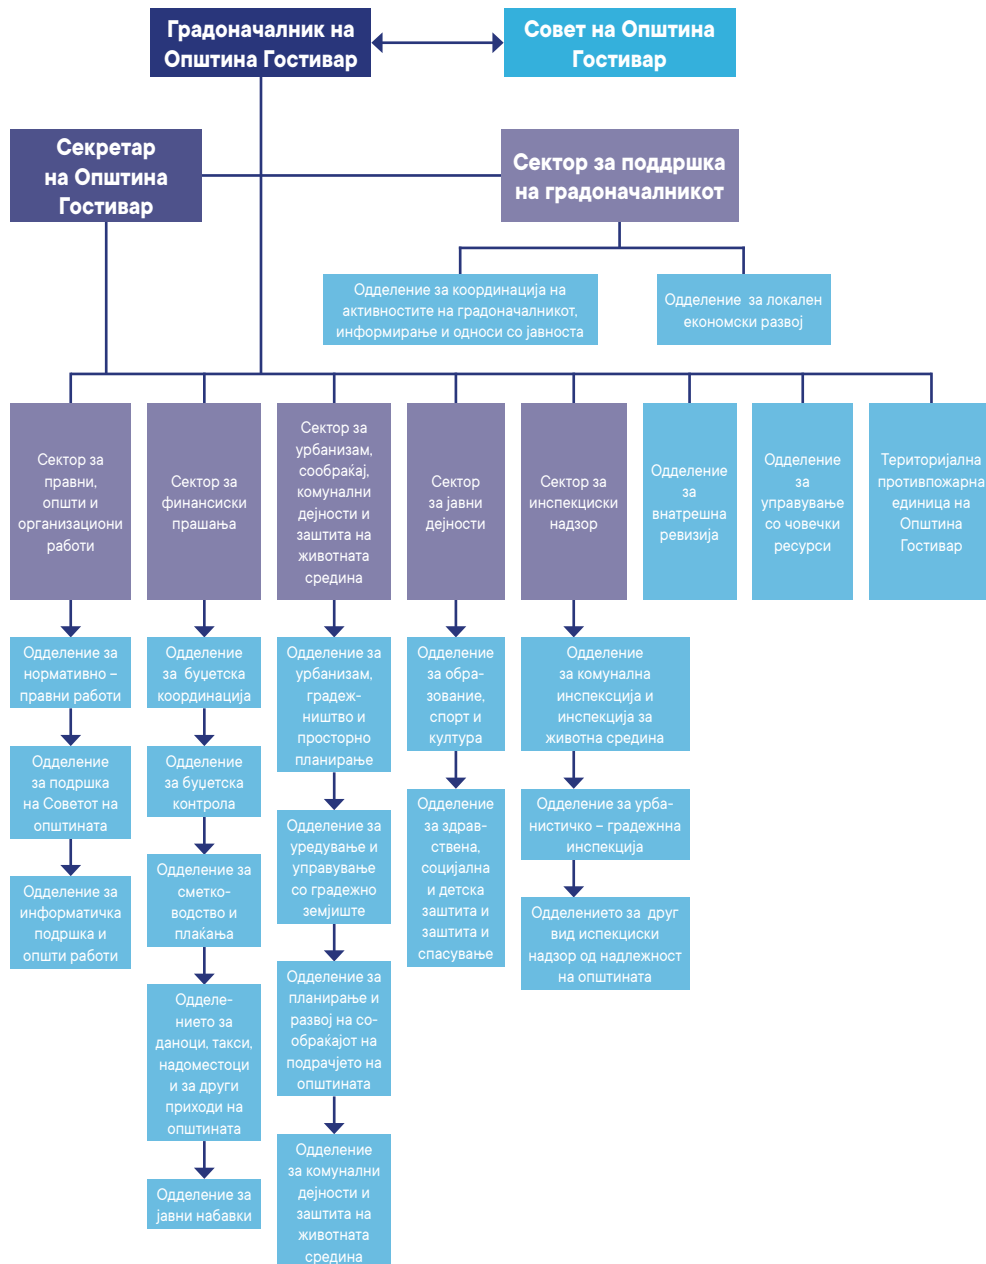 Градоначалник на
Општина Гостивар
Совет на Општина
Гостивар
Секретар
на Општина
Гостивар
Сектор за поддршка
на градоначалникот
Одделение за координација на
активностите на градоначалникот,
информирање и односи со јавноста
Одделение за локален
економски развој
Сектор за
правни,
општи и
организациони
работи
Сектор за
финансиски
прашања
Сектор за
урбанизам,
сообраќај,
комунални
дејности и
заштита на
животната
средина
Сектор
за јавни
дејности
Сектор за
инспекциски
надзор
Одделение
за
внатрешна
ревизија
Одделение
за
управување
со човечки
ресурси
Територијална
противпожарна
единица на
Општина
Гостивар
Одделение за
нормативно –
правни работи
Одделение
за подршка
на Советот на
општината
Одделение за
информатичка
подршка и
општи работи
Одделение
за буџетска
координација
Одделение
за буџетска
контрола
Одделение за
сметко-
водство и
плаќања
Одделе-
нието за
даноци, такси,
надоместоци
и за други
приходи на
општината
Одделение за
јавни набавки
Одделение за
урбанизам,
градеж-
ништво и
просторно
планирање
Одделение за
уредување и
управување
со градежно
земјиште
Одделение за
планирање и
развој на со-
обраќајот на
подрачјето на
општината
Одделение
за комунални
дејности и
заштита на
животната
средина
Одделение
за обра-
зование,
спорт и
култура
Одделение
за здрав-
ствена,
социјална
и детска
заштита и
заштита и
спасување
Одделение
за комунална
инспексција и
инспекција за
животна средина
Одделение за урба-
нистичко – градежнна
инспекција
Одделението за друг
вид испекциски
надзор од надлежност
на општината